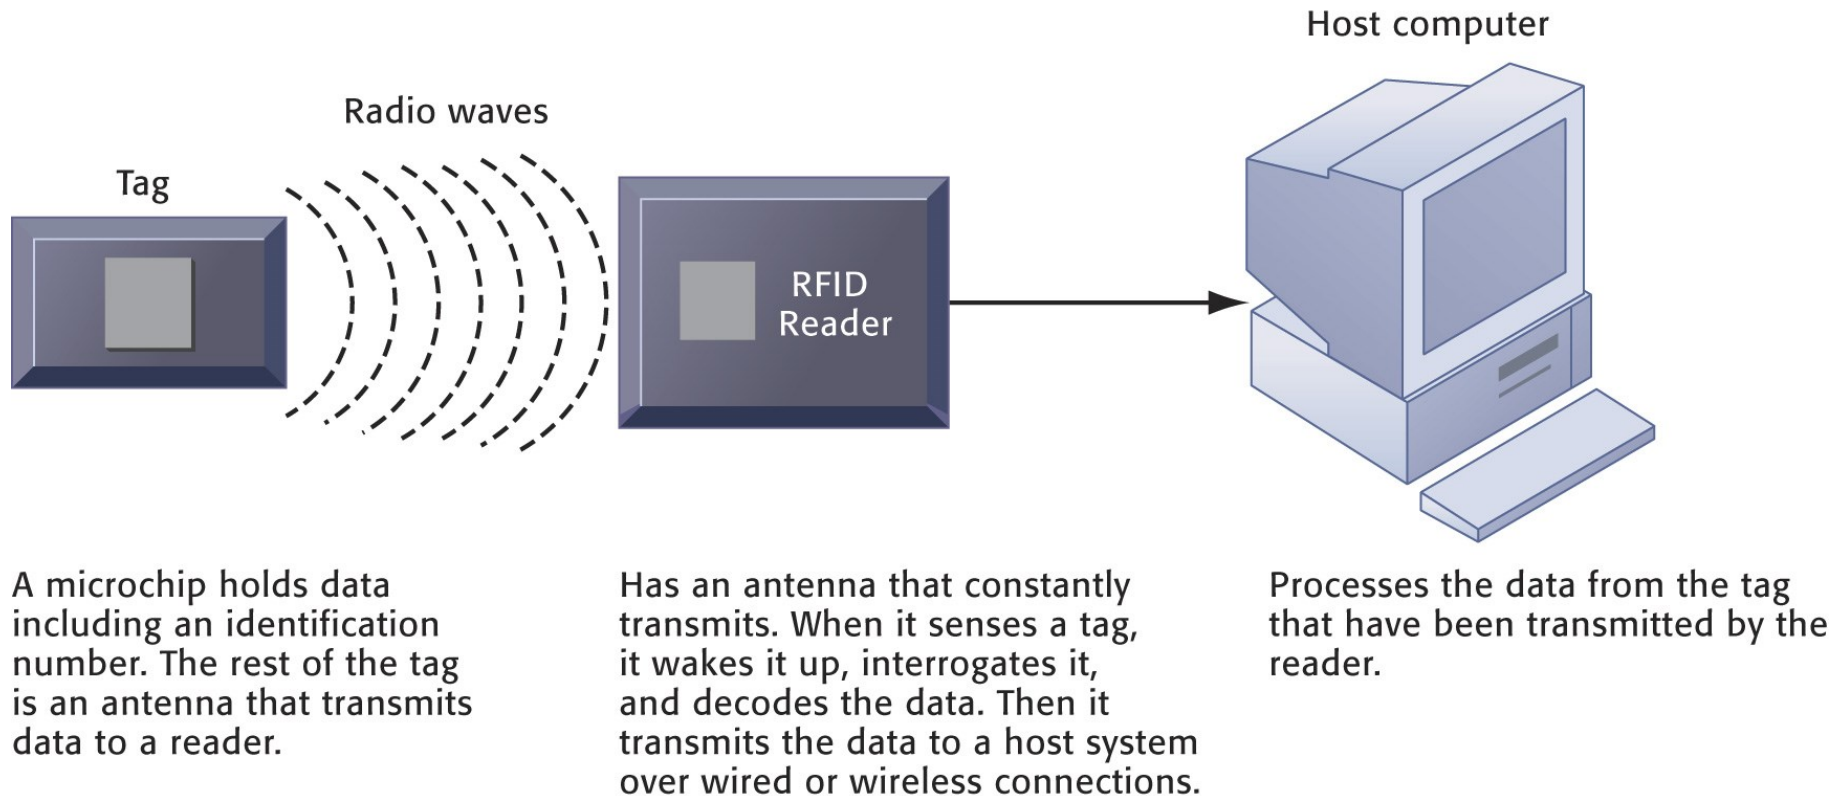 Host computer
Radio waves
Tag
RFID
Reader
A microchip holds data
including an identification
number. The rest of the tag
is an antenna that transmits
data to a reader.
Has an antenna that constantly
transmits. When it senses a tag,
it wakes it up, interrogates it,
and decodes the data. Then it
transmits the data to a host system
over wired or wireless connections.
Processes the data from the tag
that have been transmitted by the
reader.